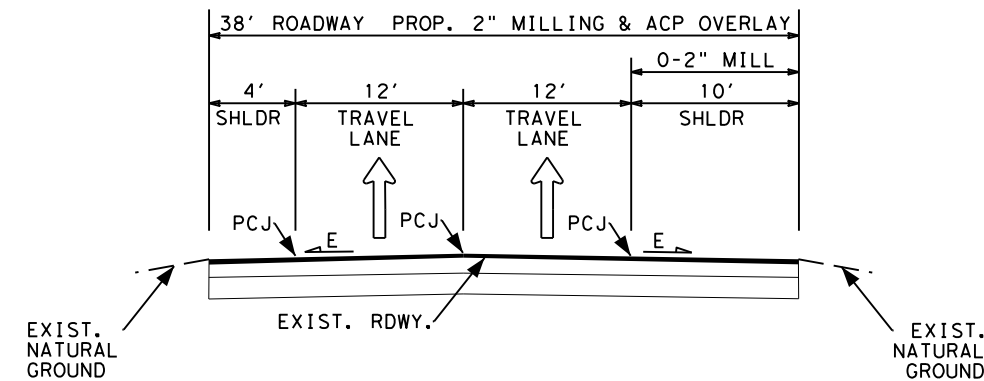 38' ROADWAY PROP. 2" MILLING & ACP OVERLAY
0-2" MILL
4'
12'
12'
10'
SHLDR
TRAVEL
LANE
TRAVEL
LANE
SHLDR
PCJ
PCJ
PCJ
E
E
EXIST. RDWY.
EXIST.
NATURAL
GROUND
EXIST.
NATURAL
GROUND